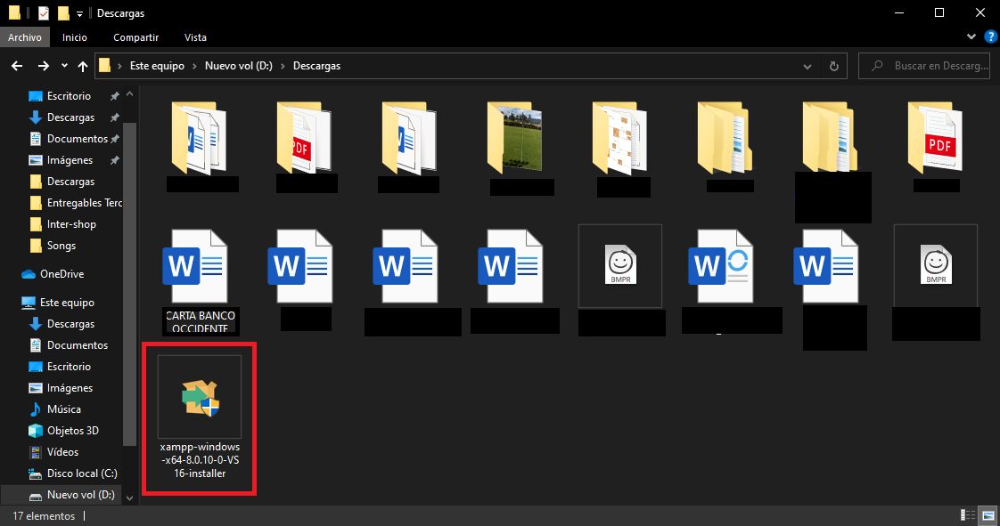 Descargas
Archivo
Inicio
Compartir
Vista
?
Este equipo > Nuevo vol (D:) > Descargas
Buscar en Descarg...
Escritorio
Descargas
Documentos
Imágenes
Descargas
Entregables Terc
Inter-shop
Songs
OneDrive
Este equipo
Descargas
Documentos
Escritorio
Imágenes
Música
Objetos 3D
Vídeos
Disco local (C:)
Nuevo vol (D:)
W
PDF
W
PDF
W
W
W
W
BMPR
W
W
BMPR
CARTA BANCO
OCCIDENTE
xampp-windows
-x64-8.0.10-0-VS
16-installer
17 elementos